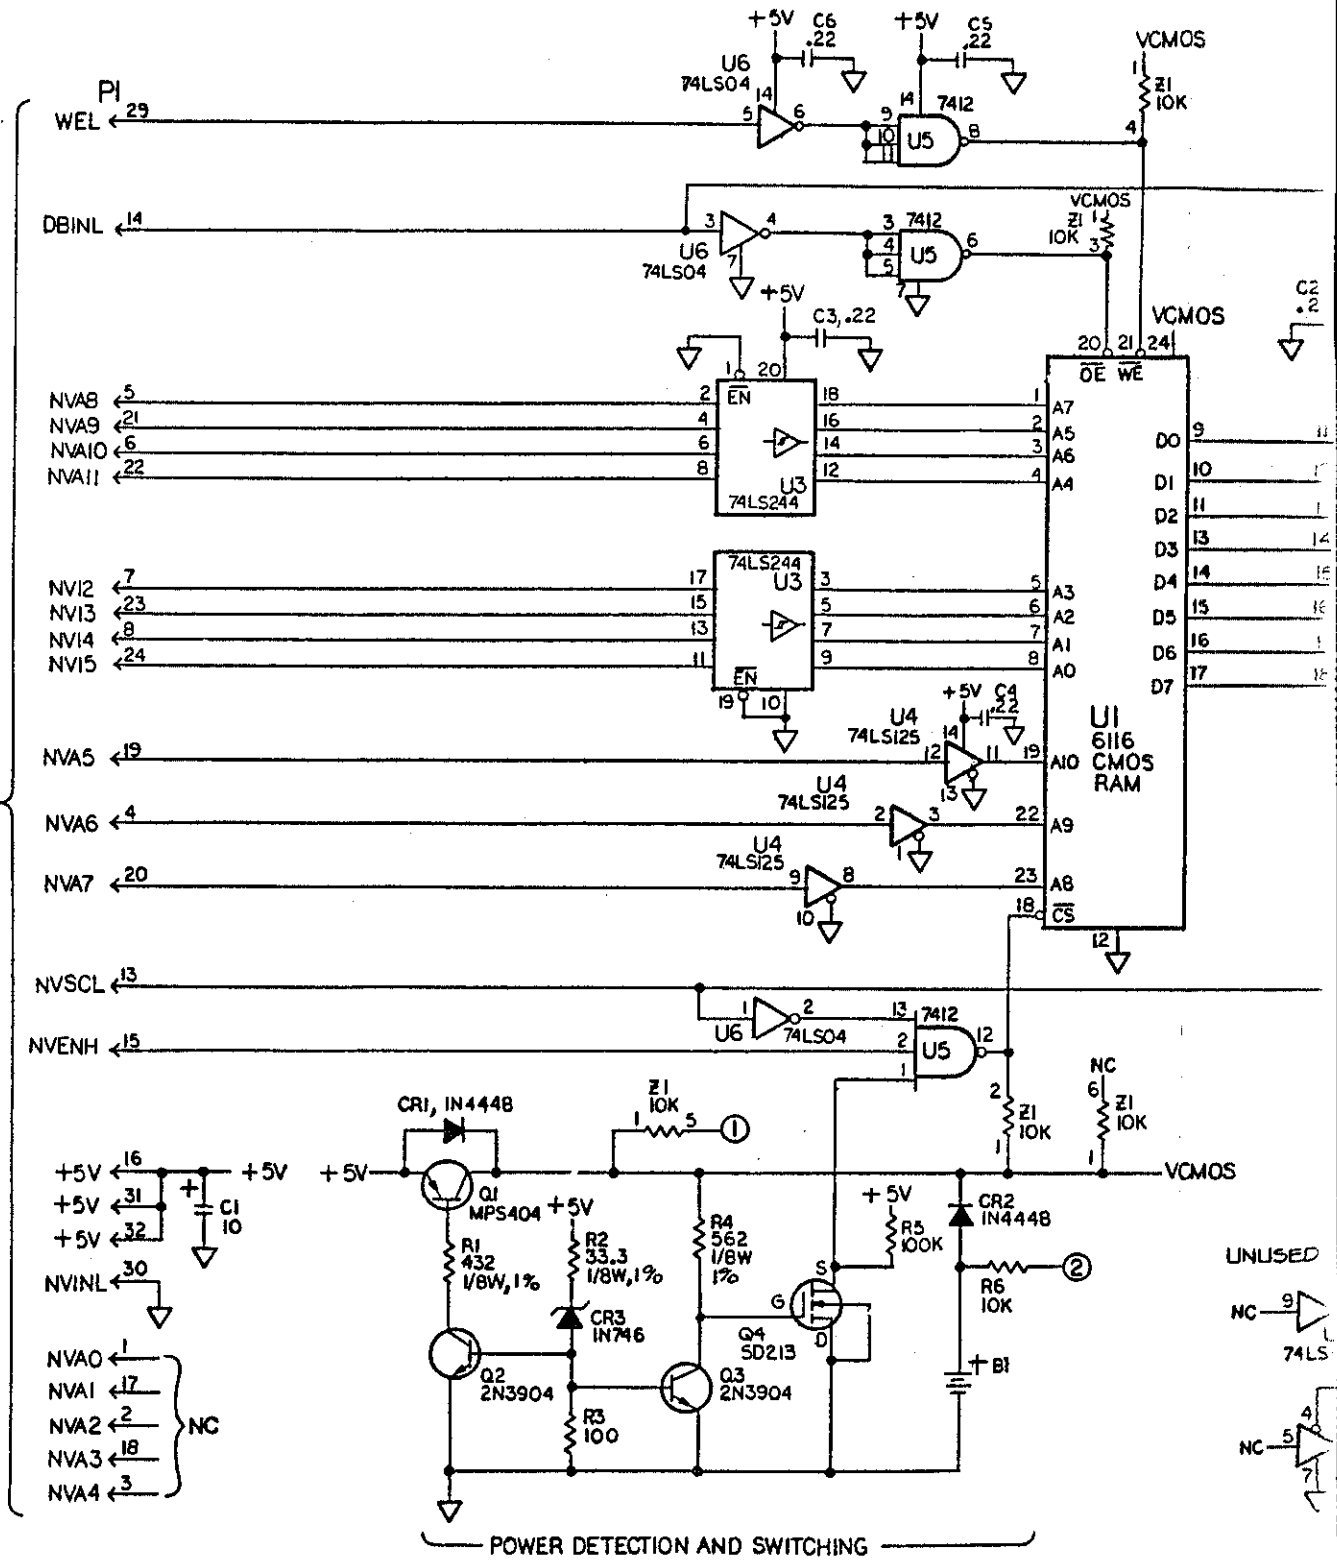 +5V
C6
.22
+5V
C5
.22
VCMOS
1
Z1
10K
4
P1
WEL
29
U6
74LS04
14
5
6
14
7412
9
10
11
U5
8
DBINL
14
3
4
U6
74LS04
7
7412
3
4
5
U5
6
7
VCMOS
Z1
1
10K
3
+5V
C3, .22
C2
VCMOS
20
21
24
OE
WE
1
20
EN
NVA8
5
2
18
1
A7
NVA9
21
4
16
2
A5
NVA10
6
6
14
3
A6
NVA11
22
8
12
4
A4
U3
74LS244
D0
9
D1
10
D2
11
D3
13
D4
14
D5
15
D6
16
D7
17
74LS244
U3
NV12
7
17
3
5
A3
NV13
23
15
5
6
A2
NV14
8
13
7
7
A1
NV15
24
11
9
8
A0
EN
19
10
U1
6116
CMOS
RAM
+5V
C4
.22
U4
74LS125
14
NVA5
19
12
11
19
A10
13
U4
74LS125
NVA6
4
2
3
22
A9
1
U4
74LS125
NVA7
20
9
8
23
A8
10
18
CS
12
NVSCL
13
1
2
U6
74LS04
13
7412
NVENH
15
2
U5
12
1
CR1, 1N4448
Z1
10K
1
5
1
2
Z1
10K
1
NC
6
Z1
10K
1
+5V
16
+5V
+5V
31
+5V
32
+
C1
10
+5V
VCMOS
Q1
MPS404
+5V
R1
432
1/8W, 1%
R2
33.3
1/8W, 1%
R4
562
1/8W
1%
+5V
R5
100K
CR2
1N4448
R6
10K
2
NVINL
30
CR3
1N746
S
G
D
Q4
SD213
Q2
2N3904
Q3
2N3904
R3
100
+ B1
NVA0
1
NVA1
17
NVA2
2
NVA3
18
NVA4
3
NC
UNUSED
NC
9
74LS
4
NC
5
7
POWER DETECTION AND SWITCHING